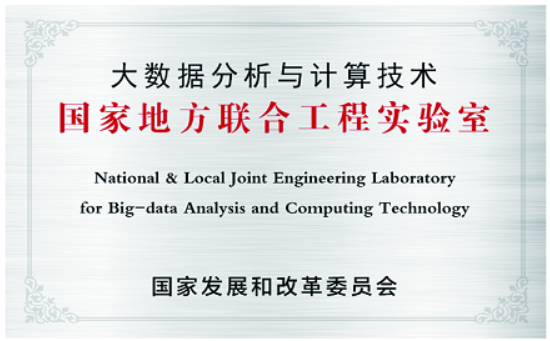 大数据分析与计算技术
国家地方联合工程实验室
National & Local Joint Engineering Laboratory
for Big-data Analysis and Computing Technology
国家发展和改革委员会